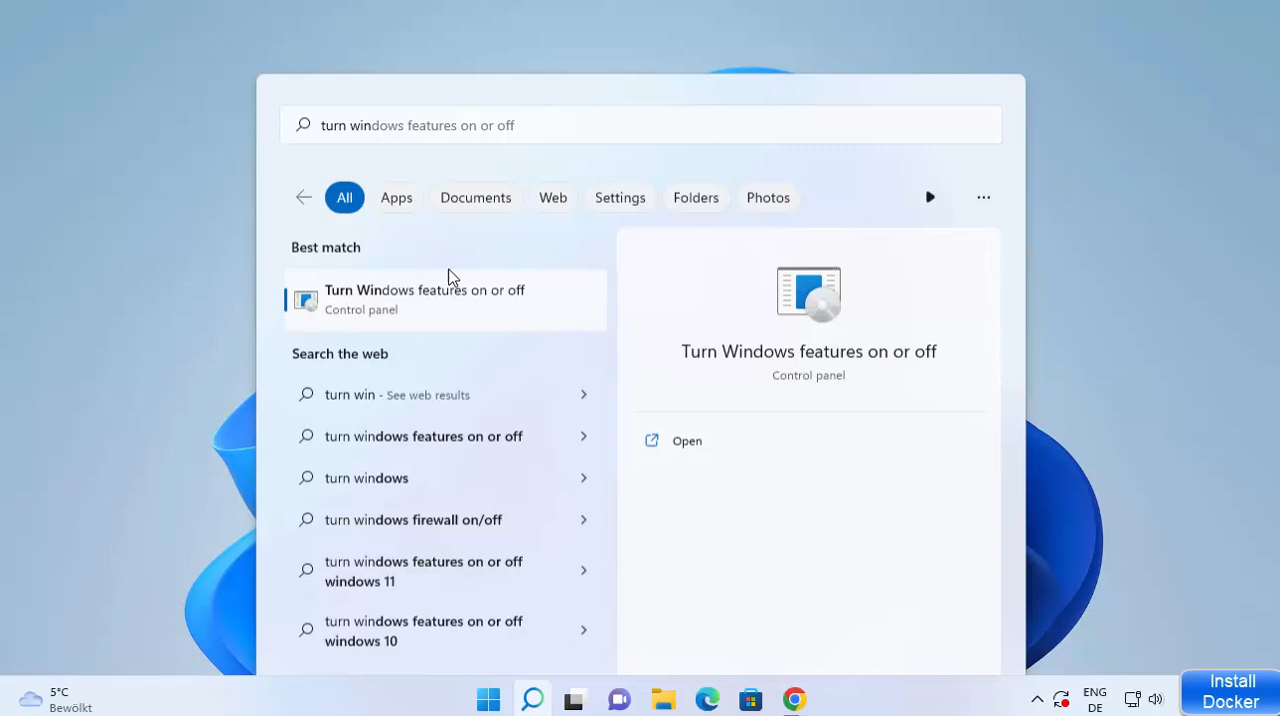 turn windows features on or off
All Apps Documents Web Settings Folders Photos
Best match
Turn Windows features on or off
Control panel
Search the web
turn win - See web results
turn windows features on or off
turn windows
turn windows firewall on/off
turn windows features on or off
windows 11
turn windows features on or off
windows 10
Turn Windows features on or off
Control panel
Open
5°C
Bewölkt
ENG
DE
Install
Docker